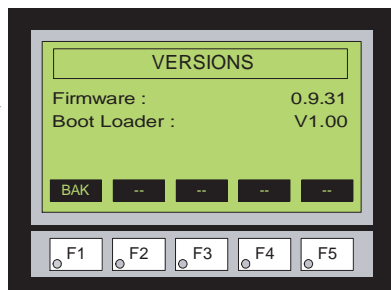 VERSIONS
Firmware : 0.9.31
Boot Loader : V1.00
BAK -- -- -- --
F1 F2 F3 F4 F5